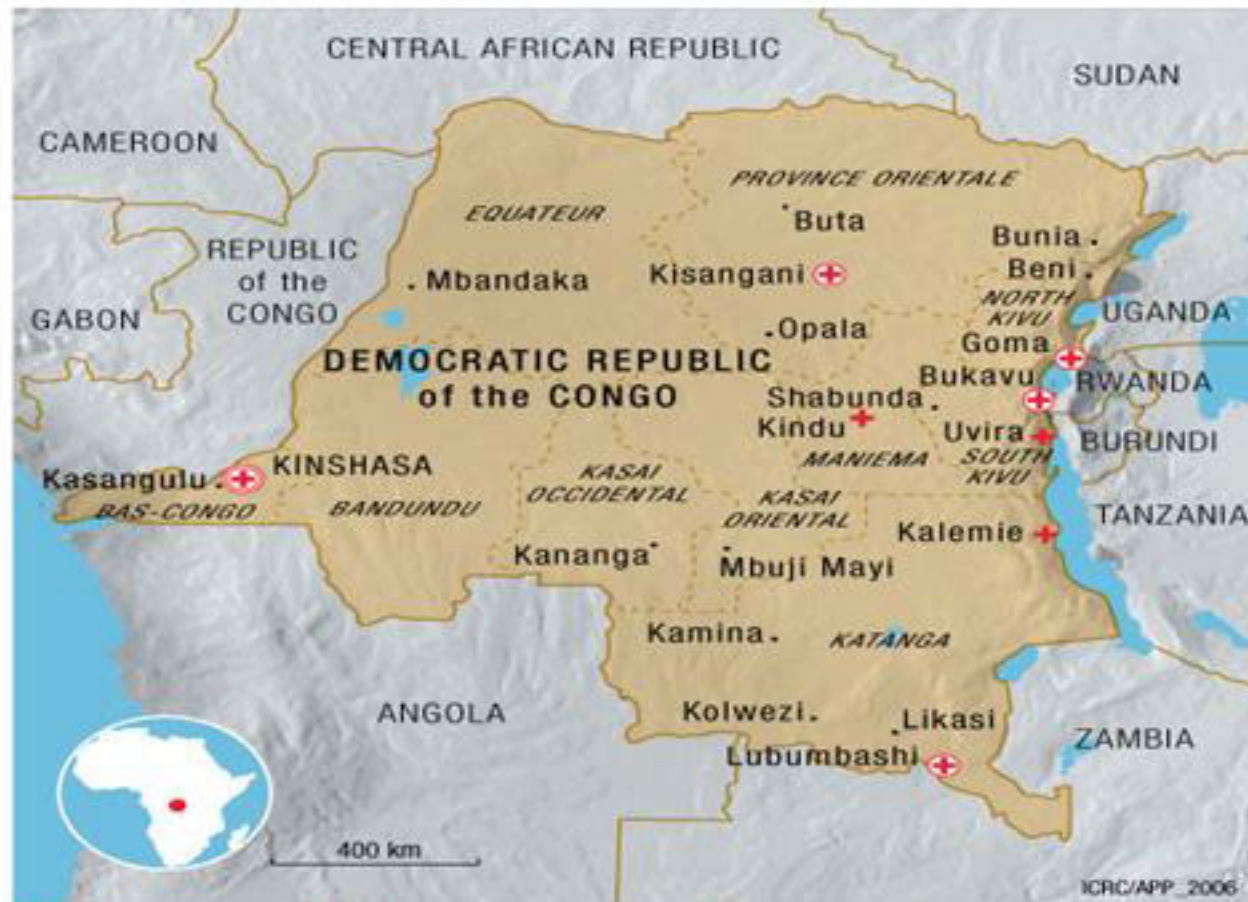 CENTRAL AFRICAN REPUBLIC
SUDAN
CAMEROON
PROVINCE ORIENTALE
EQUATEUR
Buta
REPUBLIC
of the
CONGO
Bunia
Beni
Kisangani
Mbandaka
NORTH
KIVU
UGANDA
GABON
Opala
Goma
DEMOCRATIC REPUBLIC
of the CONGO
Bukavu
RWANDA
Shabunda
Kindu
Uvira
BURUNDI
MANIEMA
SOUTH
KIVU
KINSHASA
Kasangulu
BAS-CONGO
BANDUNDU
KASAI
OCCIDENTAL
KASAI
ORIENTAL
TANZANIA
Kalemie
Kananga
Mbuji Mayi
Kamina
KATANGA
ANGOLA
Kolwezi
Likasi
ZAMBIA
Lubumbashi
400 km
ICRC/APP_2006